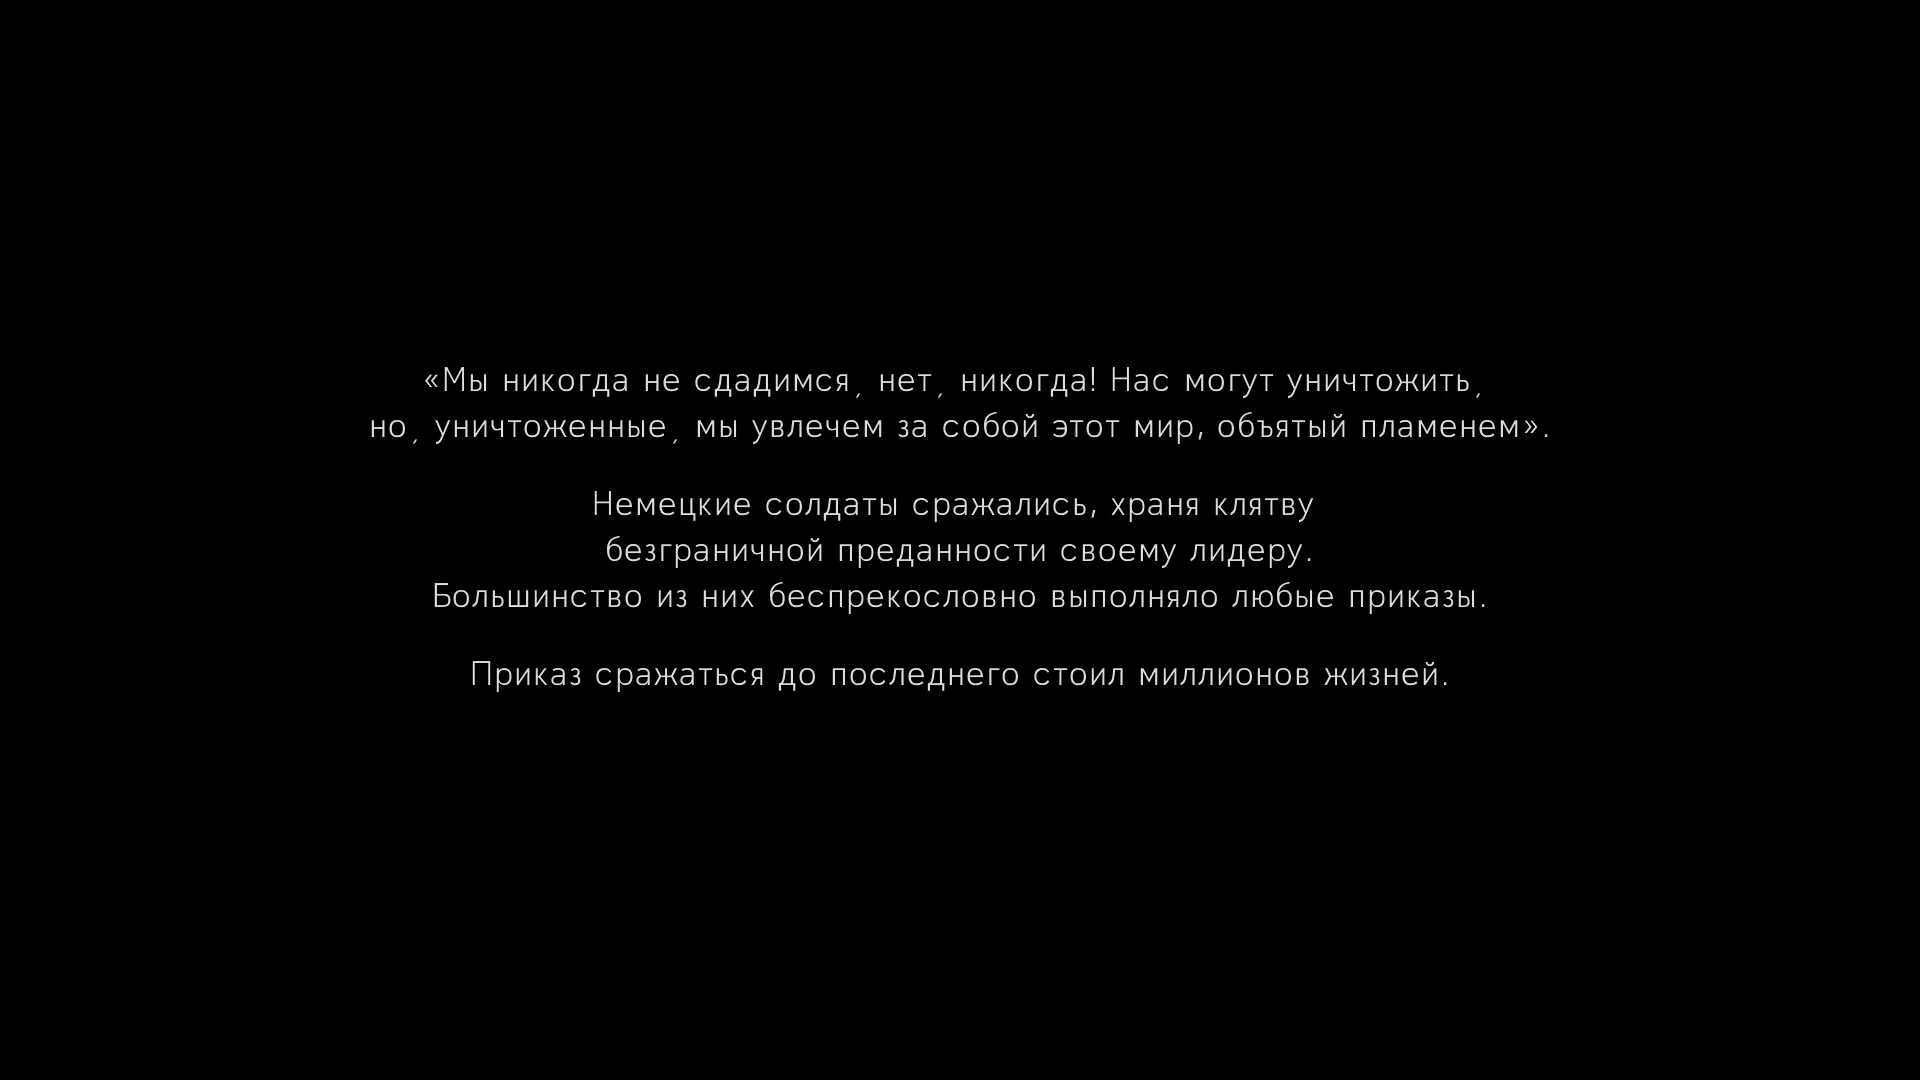 «Мы никогда не сдадимся, нет, никогда! Нас могут уничтожить,
но, уничтоженные, мы увлечем за собой этот мир, объятый пламенем».
Немецкие солдаты сражались, храня клятву
безграничной преданности своему лидеру.
Большинство из них беспрекословно выполняло любые приказы.
Приказ сражаться до последнего стоил миллионов жизней.